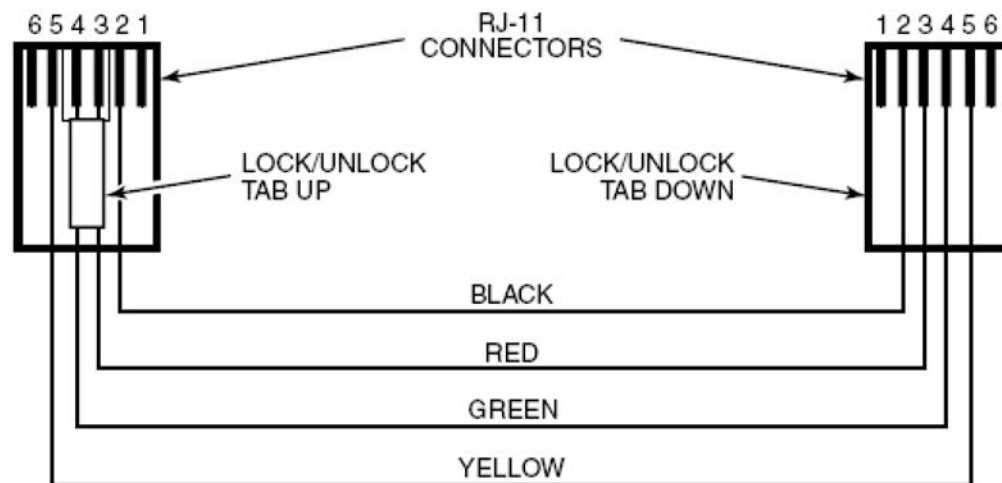 6 5 4 3 2 1
RJ-11
CONNECTORS
1 2 3 4 5 6
LOCK/UNLOCK
TAB UP
LOCK/UNLOCK
TAB DOWN
BLACK
RED
GREEN
YELLOW